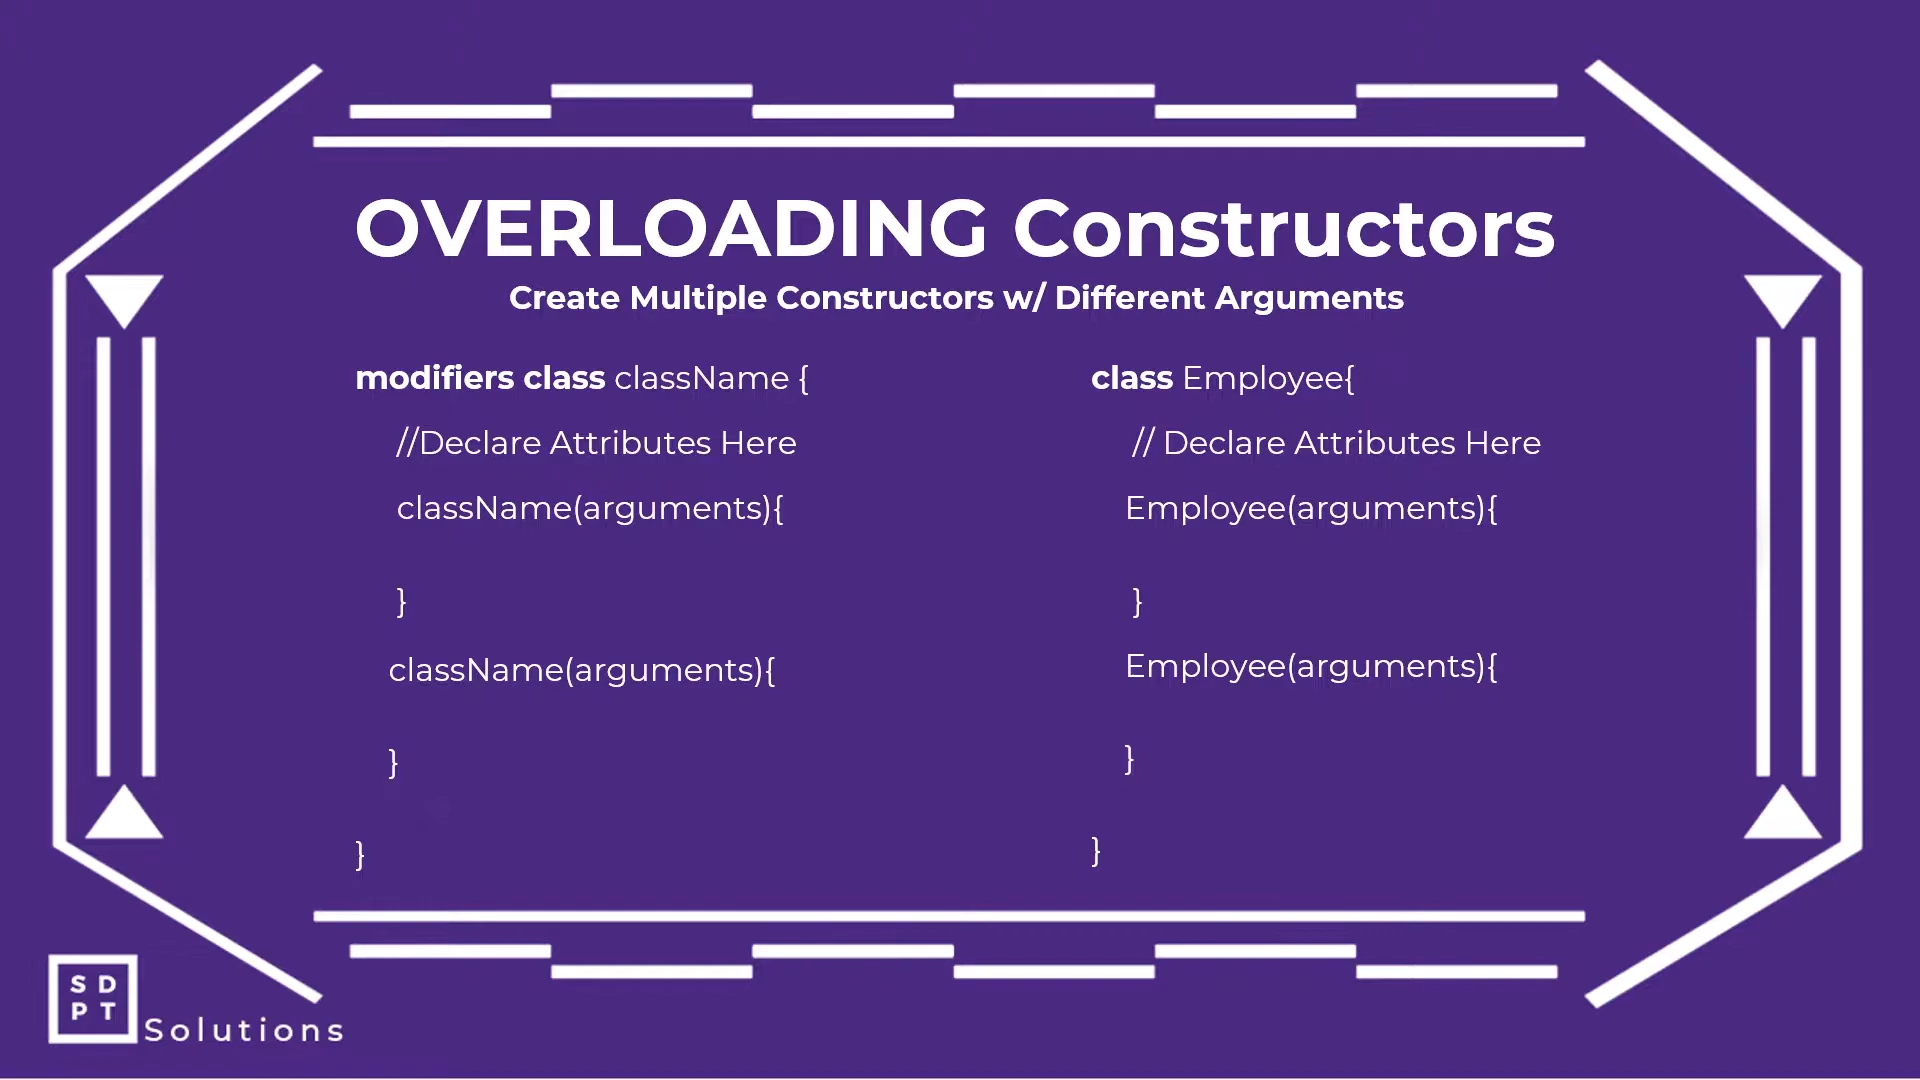 OVERLOADING Constructors
Create Multiple Constructors w/ Different Arguments
modifiers class className {
//Declare Attributes Here
className(arguments){
}
className(arguments){
}
}
class Employee{
// Declare Attributes Here
Employee(arguments){
}
Employee(arguments){
}
}
S D
P T
Solutions